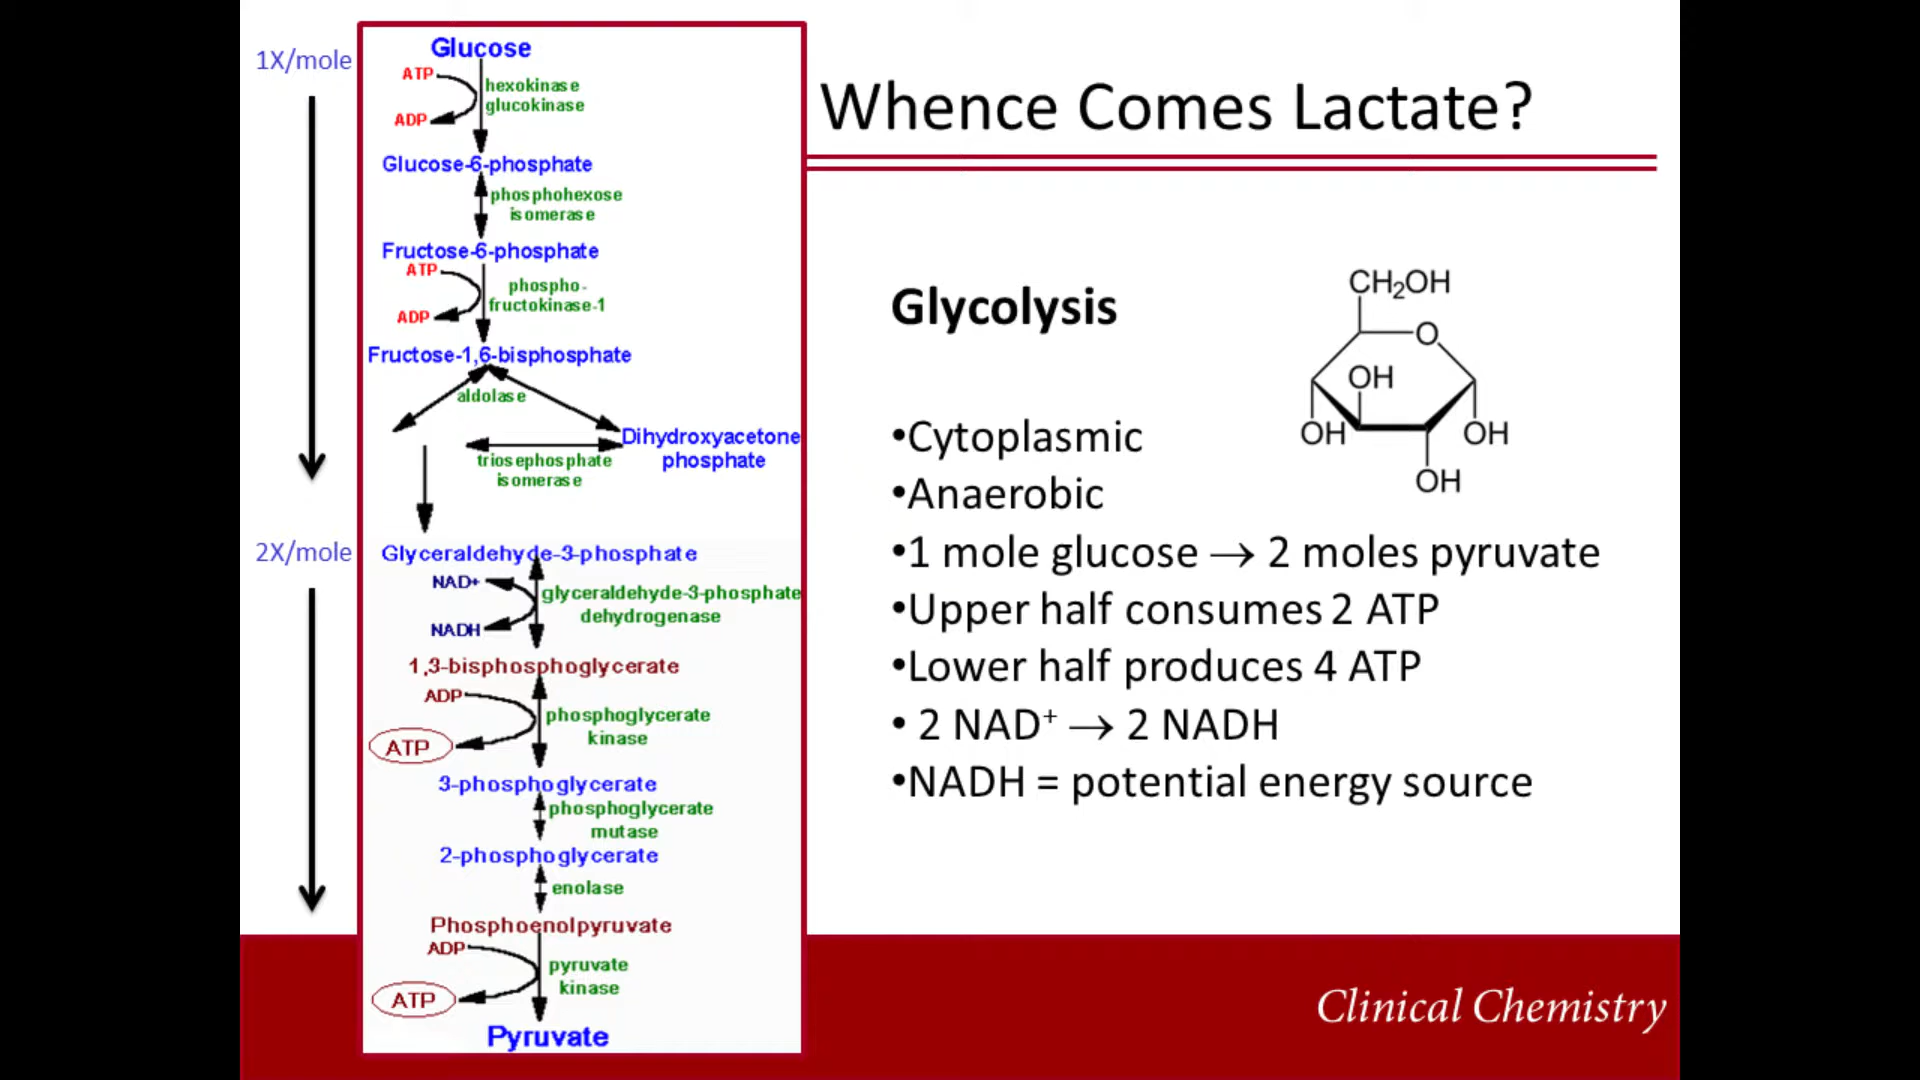 1X/mole
2X/mole
Glucose
ATP
hexokinase
glucokinase
ADP
Glucose-6-phosphate
phosphohexose
isomerase
Fructose-6-phosphate
ATP
phospho-
fructokinase-1
ADP
Fructose-1,6-bisphosphate
aldolase
Dihydroxyacetone
phosphate
triosephosphate
isomerase
Glyceraldehyde-3-phosphate
NAD+
glyceraldehyde-3-phosphate
dehydrogenase
NADH
1,3-bisphosphoglycerate
ADP
phosphoglycerate
kinase
ATP
3-phosphoglycerate
phosphoglycerate
mutase
2-phosphoglycerate
enolase
Phosphoenolpyruvate
ADP
pyruvate
kinase
ATP
Pyruvate
Whence Comes Lactate?
Glycolysis
CH₂OH
O
OH
OH
OH
OH
•Cytoplasmic
•Anaerobic
•1 mole glucose → 2 moles pyruvate
•Upper half consumes 2 ATP
•Lower half produces 4 ATP
• 2 NAD⁺ → 2 NADH
•NADH = potential energy source
Clinical Chemistry